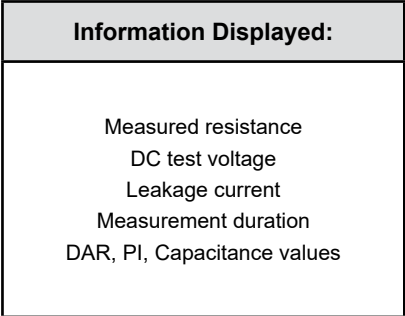 Information Displayed:
Measured resistance
DC test voltage
Leakage current
Measurement duration
DAR, PI, Capacitance values